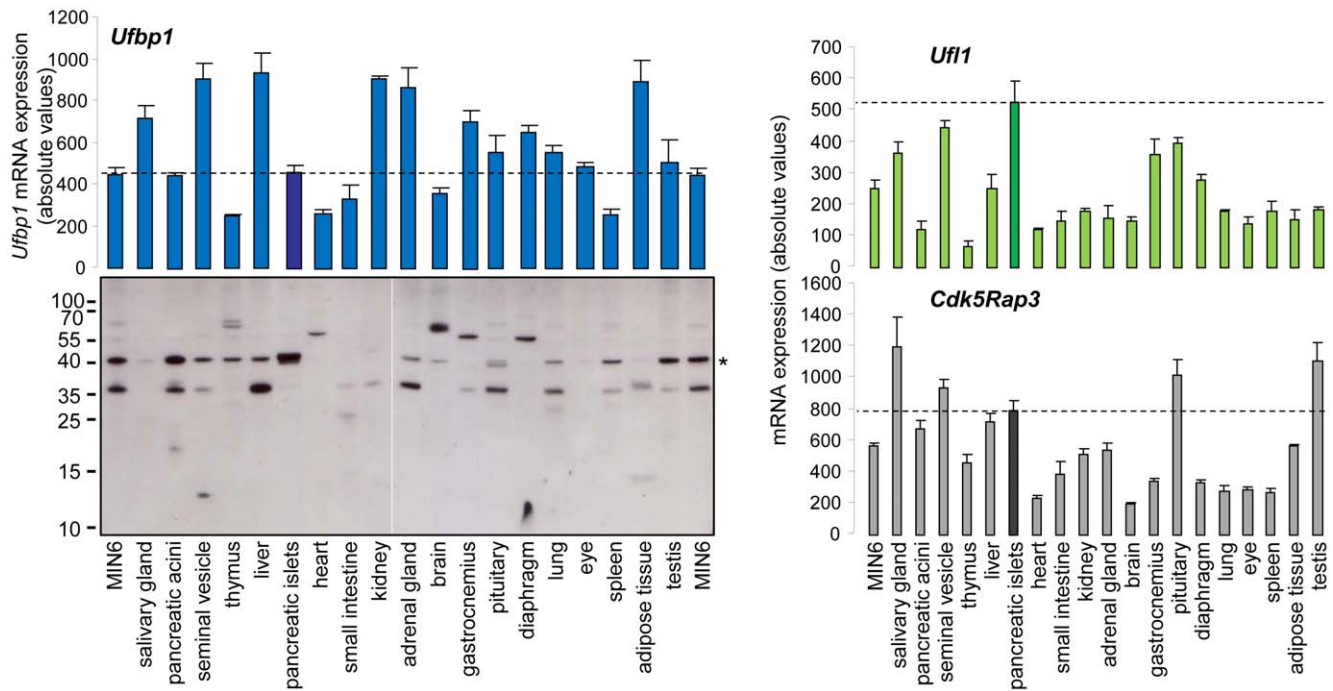 Ufbp1
Ufbp1 mRNA expression
(absolute values)
1200
1000
800
600
400
200
0
100
70
55
40
35
25
15
10
*
MIN6
salivary gland
pancreatic acini
seminal vesicle
thymus
liver
pancreatic islets
heart
small intestine
kidney
adrenal gland
brain
gastrocnemius
pituitary
diaphragm
lung
eye
spleen
adipose tissue
testis
MIN6
Ufl1
mRNA expression (absolute values)
700
600
500
400
300
200
100
0
Cdk5Rap3
1600
1400
1200
1000
800
600
400
200
0
MIN6
salivary gland
pancreatic acini
seminal vesicle
thymus
liver
pancreatic islets
heart
small intestine
kidney
adrenal gland
brain
gastrocnemius
pituitary
diaphragm
lung
eye
spleen
adipose tissue
testis